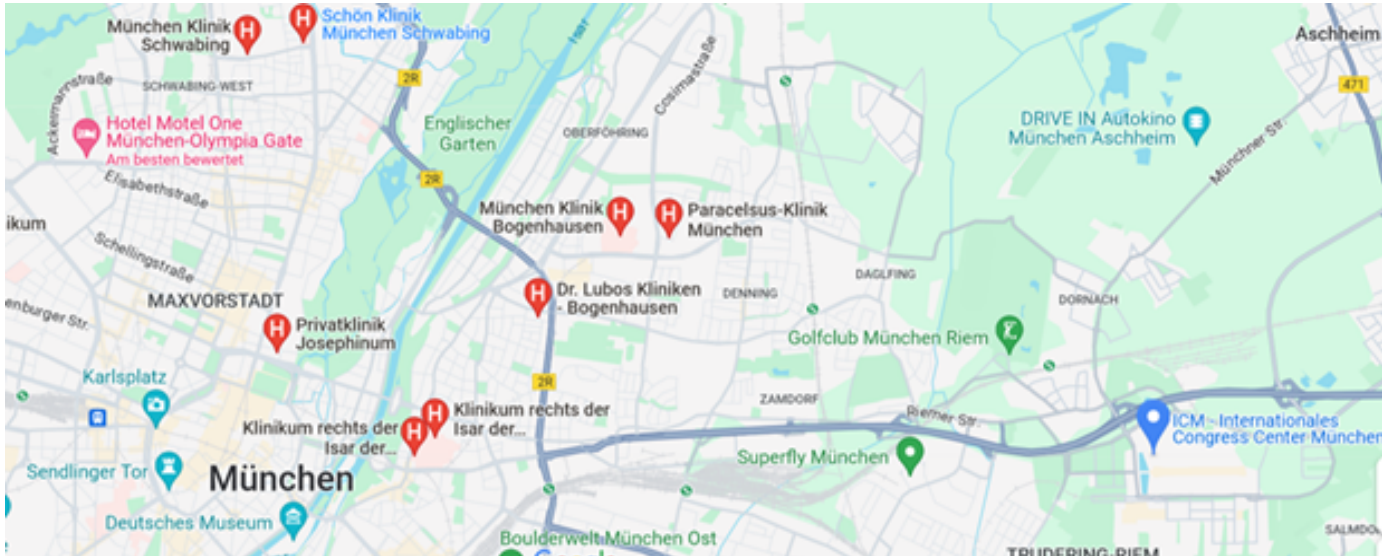 München Klinik
Schwabing
Schön Klinik
München Schwabing
Aschheim
2R
471
SCHWABING-WEST
Ackermannstraße
Isar
Cosimastraße
Hotel Motel One
München-Olympia Gate
Am besten bewertet
Englischer
Garten
OBERFÖHRING
DRIVE IN Autokino
München Aschheim
Münchner-Str.
Elisabethstraße
2R
ikum
München Klinik
Bogenhausen
Paracelsus-Klinik
München
Schellingstraße
DAGLFING
MAXVORSTADT
Dr. Lubos Kliniken
- Bogenhausen
DENNING
DORNACH
enburger Str.
Privatklinik
Josephinum
Golfclub München Riem
Karlsplatz
2R
ZAMDORF
Klinikum rechts der
Isar der...
Klinikum rechts der
Isar der...
Riemer Str.
ICM - Internationales
Congress Center München
Sendlinger Tor
München
Superfly München
Deutsches Museum
Boulderwelt München Ost
TRUDERING-RIEM